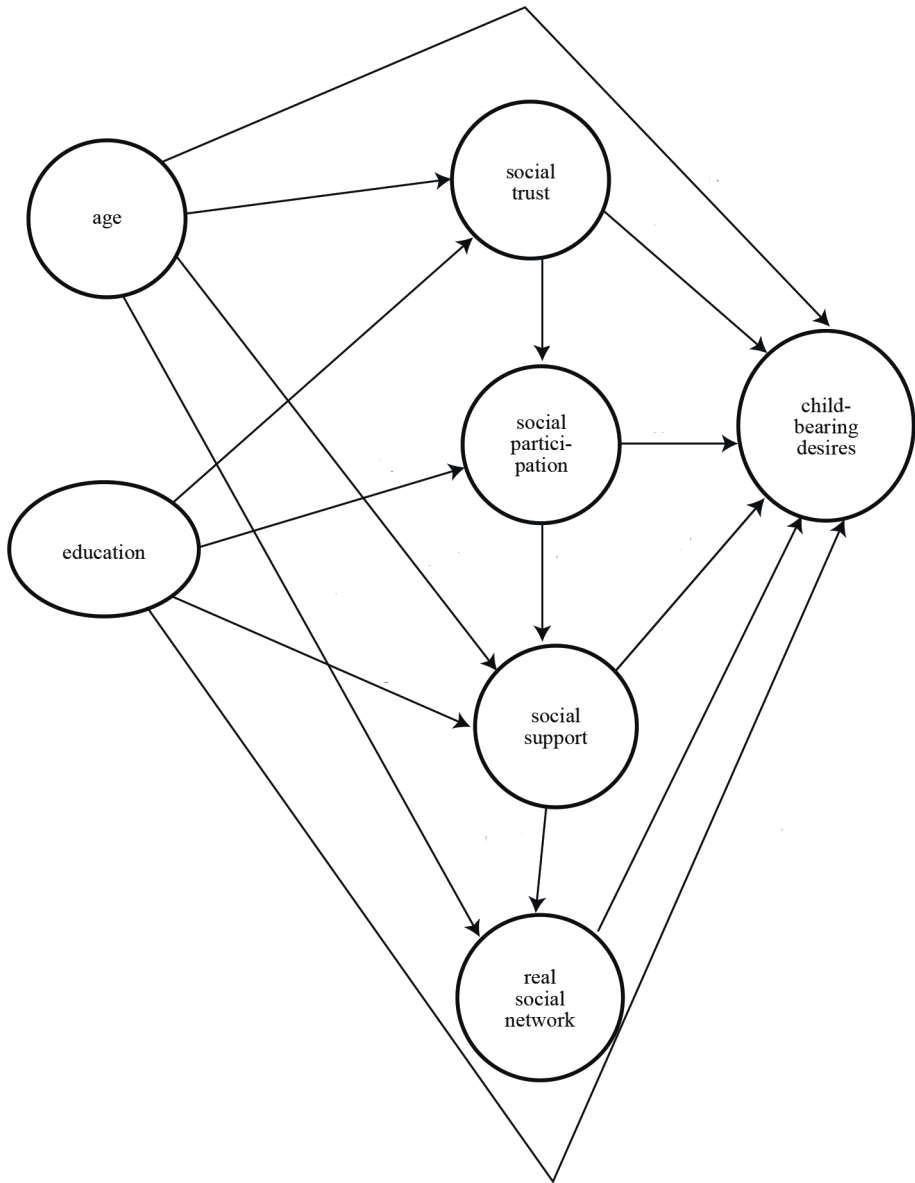 age
social
trust
child-
bearing
desires
social
partici-
pation
education
social
support
real
social
network